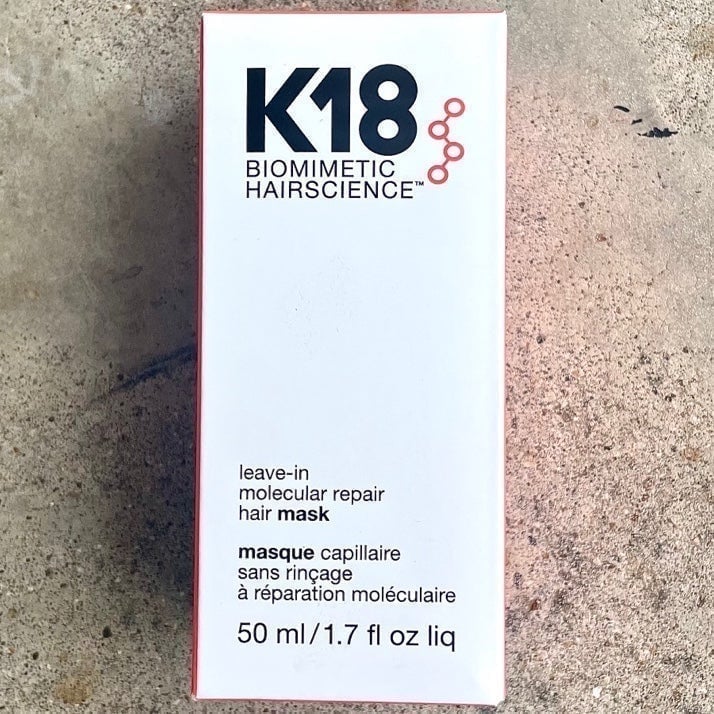 K18
BIOMIMETIC
HAIRSCIENCE™
leave-in
molecular repair
hair mask
masque capillaire
sans rinçage
à réparation moléculaire
50 ml/1.7 fl oz liq